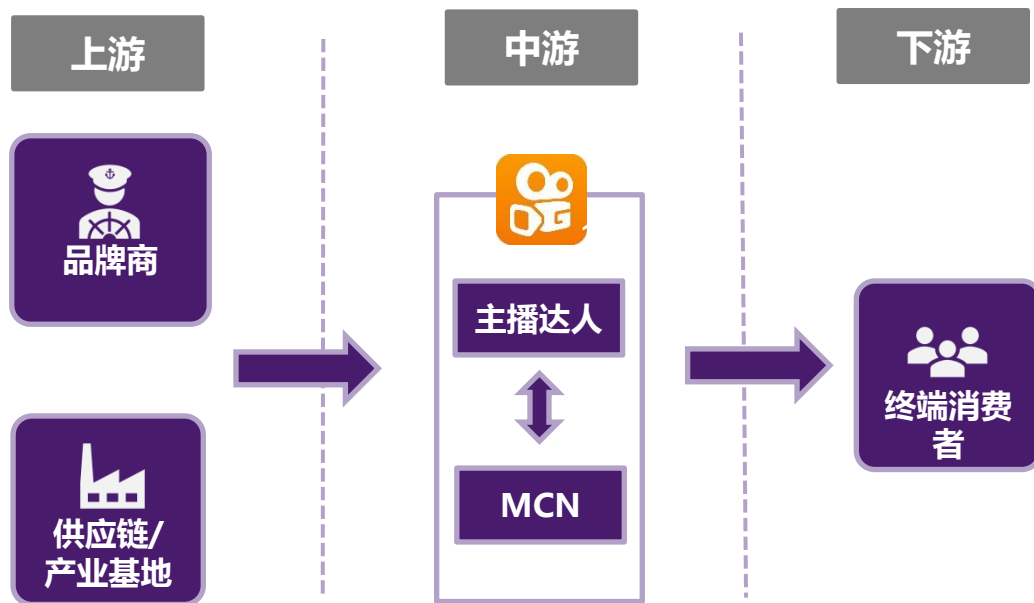 上游
中游
下游
品牌商
主播达人
MCN
供应链/
产业基地
终端消费
者